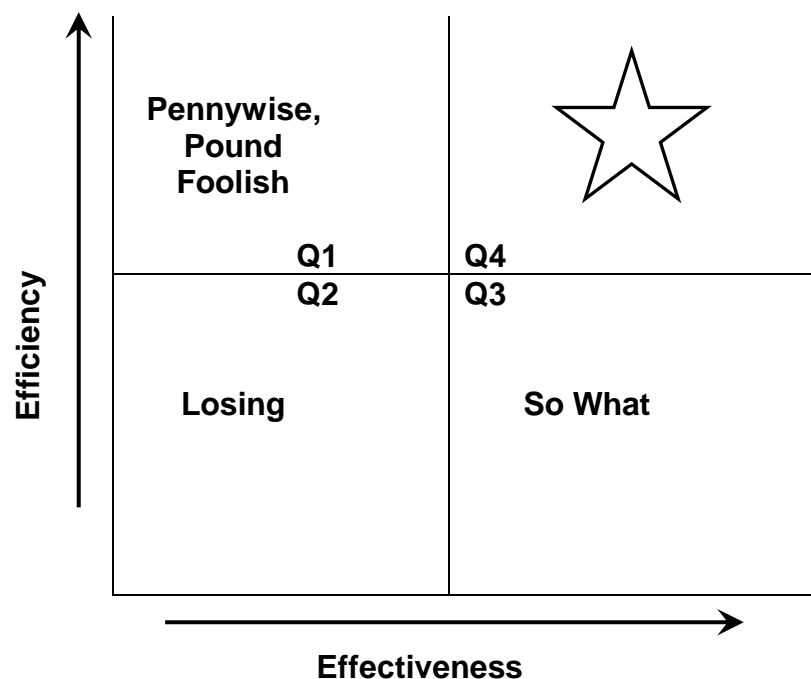 Pennywise,
Pound
Foolish
Q1
Q4
Q2
Q3
Efficiency
Losing
So What
Effectiveness